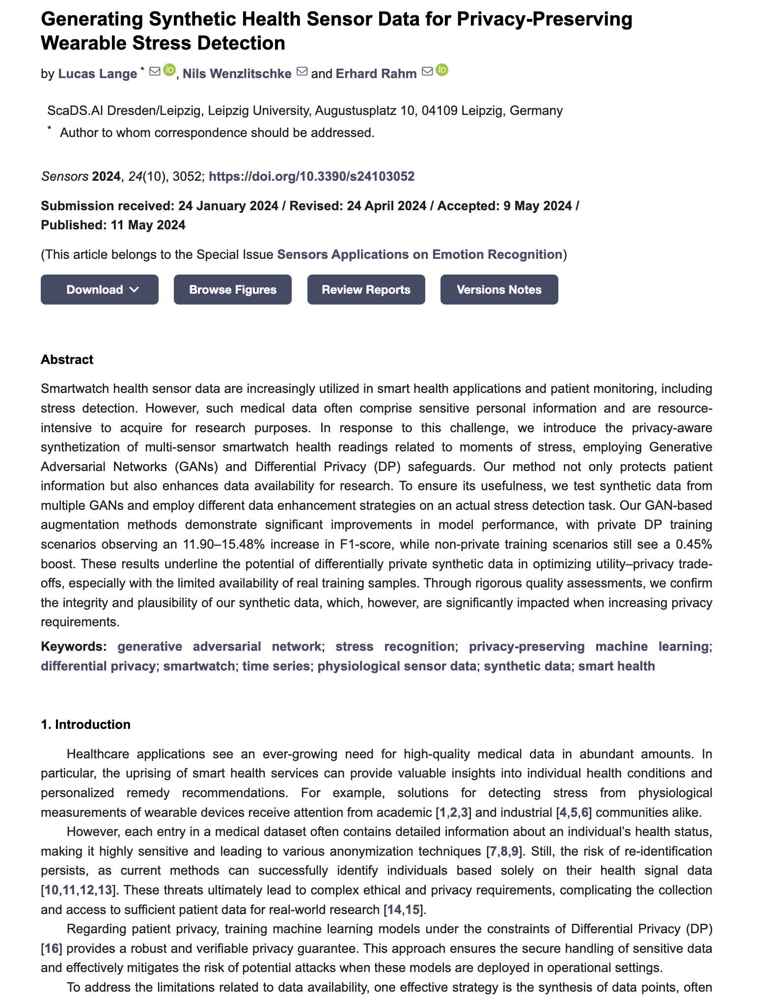 Generating Synthetic Health Sensor Data for Privacy-Preserving
Wearable Stress Detection
by Lucas Lange * iD, Nils Wenzlitschke and Erhard Rahm iD
ScaDS.AI Dresden/Leipzig, Leipzig University, Augustusplatz 10, 04109 Leipzig, Germany
* Author to whom correspondence should be addressed.
Sensors 2024, 24(10), 3052; https://doi.org/10.3390/s24103052
Submission received: 24 January 2024 / Revised: 24 April 2024 / Accepted: 9 May 2024 /
Published: 11 May 2024
(This article belongs to the Special Issue Sensors Applications on Emotion Recognition)
Download Browse Figures Review Reports Versions Notes
Abstract
Smartwatch health sensor data are increasingly utilized in smart health applications and patient monitoring, including
stress detection. However, such medical data often comprise sensitive personal information and are resource-
intensive to acquire for research purposes. In response to this challenge, we introduce the privacy-aware
synthetization of multi-sensor smartwatch health readings related to moments of stress, employing Generative
Adversarial Networks (GANs) and Differential Privacy (DP) safeguards. Our method not only protects patient
information but also enhances data availability for research. To ensure its usefulness, we test synthetic data from
multiple GANs and employ different data enhancement strategies on an actual stress detection task. Our GAN-based
augmentation methods demonstrate significant improvements in model performance, with private DP training
scenarios observing an 11.90–15.48% increase in F1-score, while non-private training scenarios still see a 0.45%
boost. These results underline the potential of differentially private synthetic data in optimizing utility–privacy trade-
offs, especially with the limited availability of real training samples. Through rigorous quality assessments, we confirm
the integrity and plausibility of our synthetic data, which, however, are significantly impacted when increasing privacy
requirements.
Keywords: generative adversarial network; stress recognition; privacy-preserving machine learning;
differential privacy; smartwatch; time series; physiological sensor data; synthetic data; smart health
1. Introduction
Healthcare applications see an ever-growing need for high-quality medical data in abundant amounts. In
particular, the uprising of smart health services can provide valuable insights into individual health conditions and
personalized remedy recommendations. For example, solutions for detecting stress from physiological
measurements of wearable devices receive attention from academic [1,2,3] and industrial [4,5,6] communities alike.
However, each entry in a medical dataset often contains detailed information about an individual’s health status,
making it highly sensitive and leading to various anonymization techniques [7,8,9]. Still, the risk of re-identification
persists, as current methods can successfully identify individuals based solely on their health signal data
[10,11,12,13]. These threats ultimately lead to complex ethical and privacy requirements, complicating the collection
and access to sufficient patient data for real-world research [14,15].
Regarding patient privacy, training machine learning models under the constraints of Differential Privacy (DP)
[16] provides a robust and verifiable privacy guarantee. This approach ensures the secure handling of sensitive data
and effectively mitigates the risk of potential attacks when these models are deployed in operational settings.
To address the limitations related to data availability, one effective strategy is the synthesis of data points, often